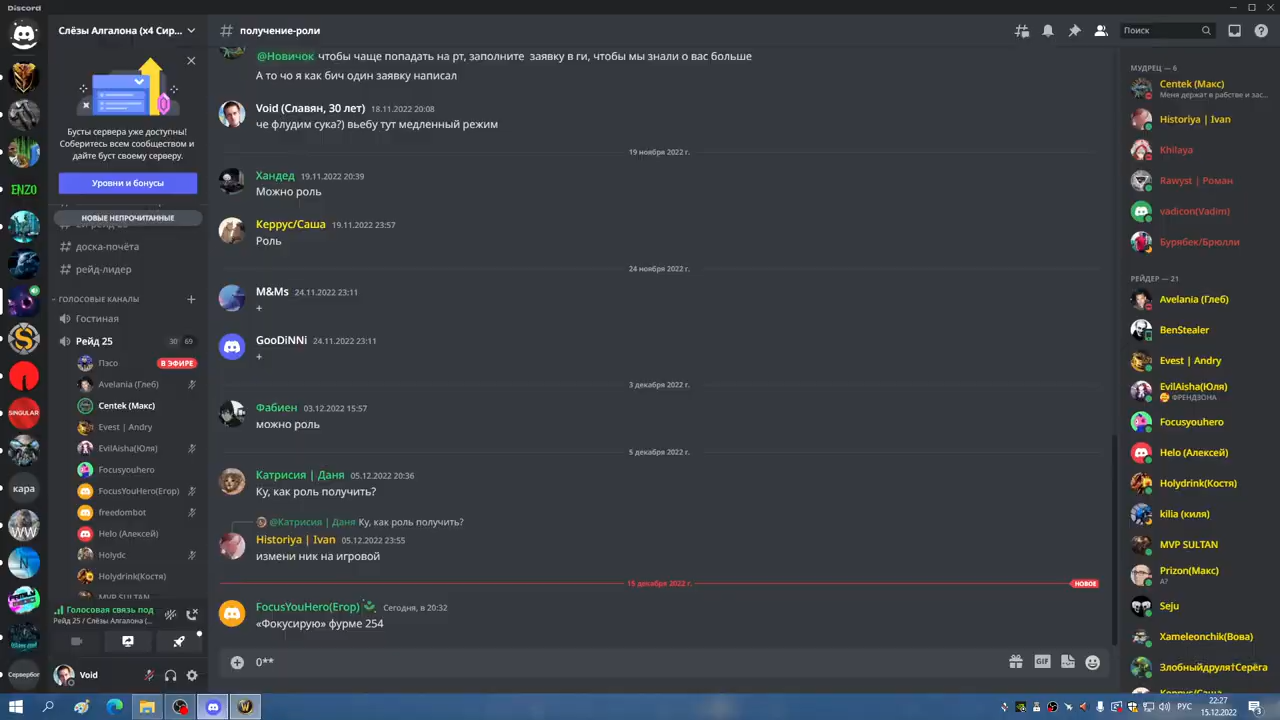 Discord
Слёзы Алгалона (x4 Сир...
получение-роли
Поиск
Бусты сервера уже доступны!
Соберитесь всем сообществом и
дайте буст своему серверу.
Уровни и бонусы
НОВЫЕ НЕПРОЧИТАННЫЕ
доска-почёта
рейд-лидер
ГОЛОСОВЫЕ КАНАЛЫ
Гостиная
Рейд 25 30 69
Пэсо В ЭФИРЕ
Avelania (Глеб)
Centek (Макс)
Evest | Andry
EvilAisha(Юля)
Focusyouhero
FocusYouHero(Егор)
freedombot
Helo (Алексей)
Holydc
Holydrink(Костя)
MVP SULTAN
Голосовая связь под
Рейд 25 / Слёзы Алгалона (...
Void
ENZO
SINGULAR
кара
WW
Сервербот
@Новичок чтобы чаще попадать на рт, заполните заявку в ги, чтобы мы знали о вас больше
А то чо я как бич один заявку написал
Void (Славян, 30 лет) 18.11.2022 20:08
че флудим сука?) вьебу тут медленный режим
19 ноября 2022 г.
Хандед 19.11.2022 20:39
Можно роль
Керрус/Саша 19.11.2022 23:57
Роль
24 ноября 2022 г.
M&Ms 24.11.2022 23:11
+
GooDiNNi 24.11.2022 23:11
+
3 декабря 2022 г.
Фабиен 03.12.2022 15:57
можно роль
5 декабря 2022 г.
Катрисия | Даня 05.12.2022 20:36
Ку, как роль получить?
@Катрисия | Даня Ку, как роль получить?
Historiya | Ivan 05.12.2022 23:55
измени ник на игровой
15 декабря 2022 г. НОВОЕ
FocusYouHero(Егор) Сегодня, в 20:32
«Фокусирую» фурме 254
0**
GIF
МУДРЕЦ — 6
Centek (Макс)
Меня держат в рабстве и зас...
Historiya | Ivan
Khilaya
Rawyst | Роман
vadicon(Vadim)
Бурябек/Брюлли
РЕЙДЕР — 21
Avelania (Глеб)
BenStealer
Evest | Andry
EvilAisha(Юля)
ФРЕНДЗОНА
Focusyouhero
Helo (Алексей)
Holydrink(Костя)
kilia (киля)
MVP SULTAN
Prizon(Макс)
А?
Seju
Xameleonchik(Вова)
Злобныйдруля†Серёга
Керрус/Саша
РУС
22:27
15.12.2022
3